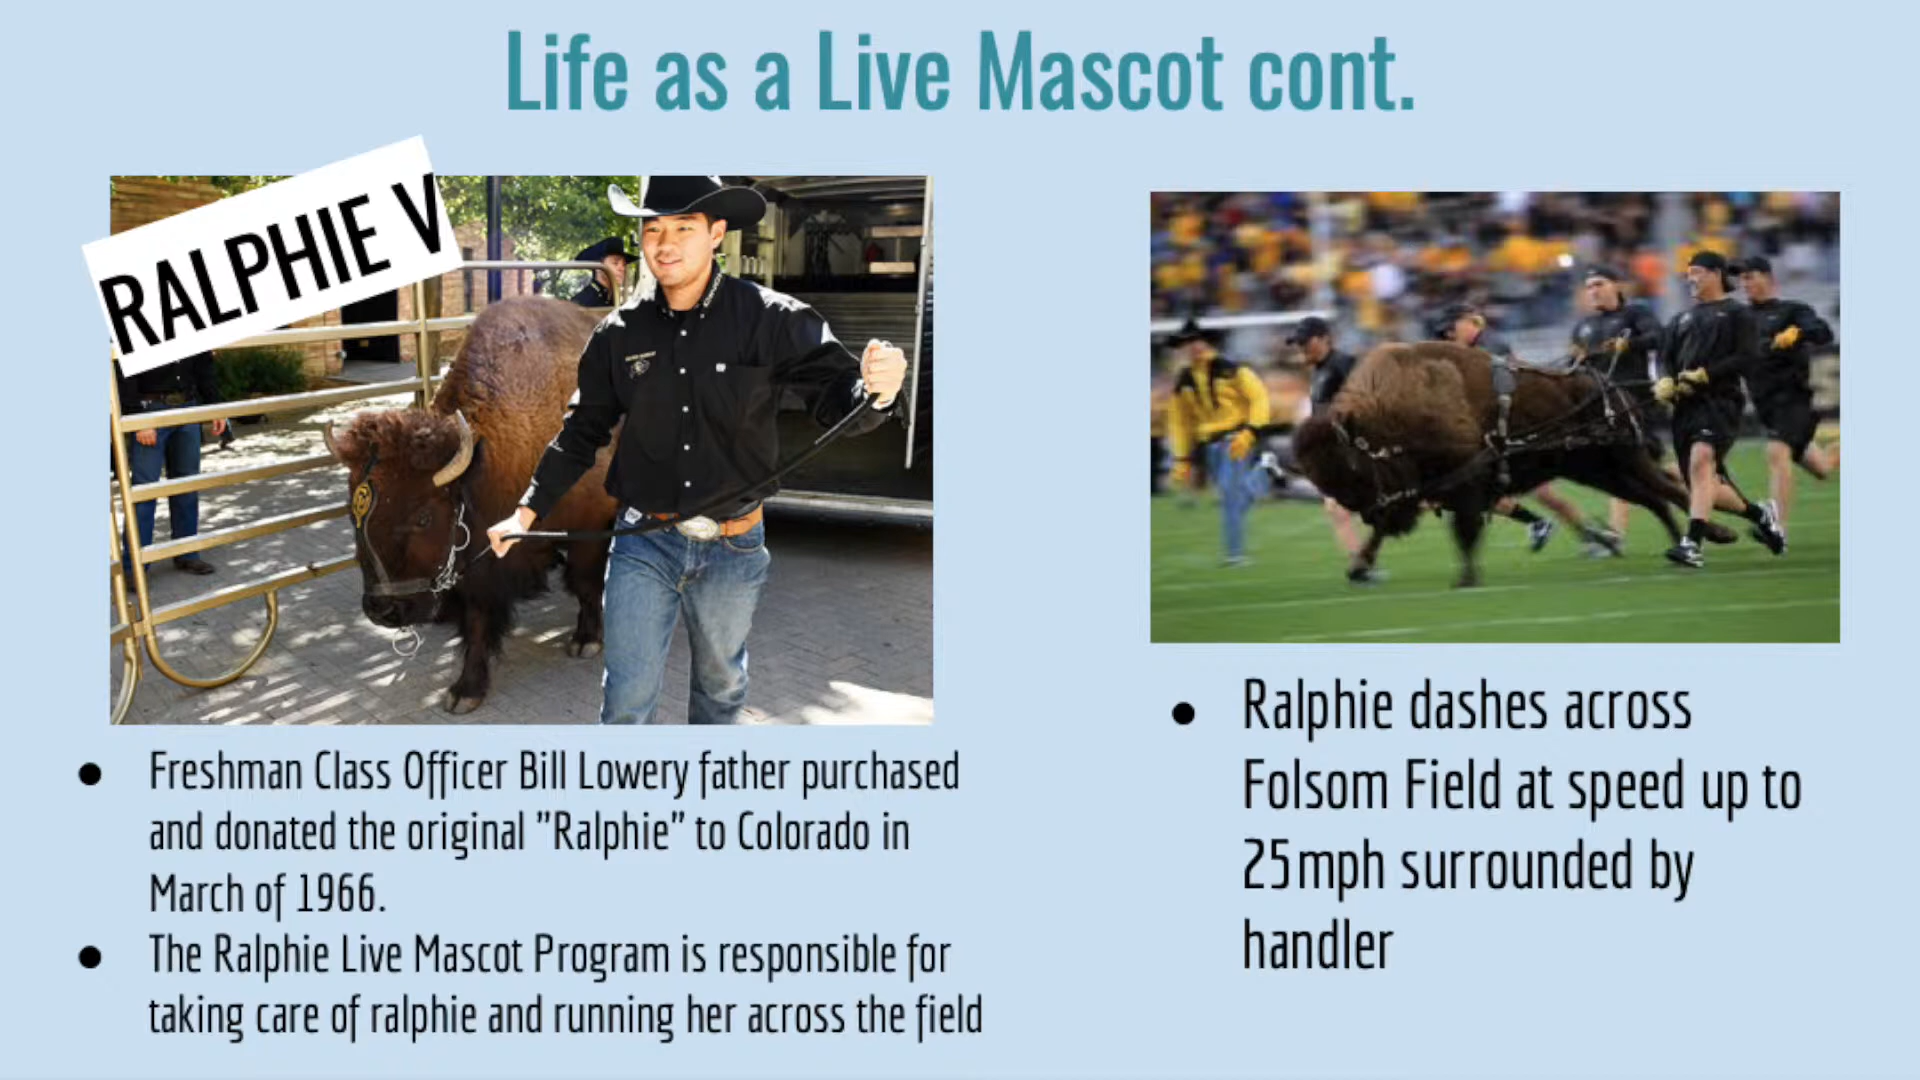 Life as a Live Mascot cont.
RALPHIE V
● Freshman Class Officer Bill Lowery father purchased
and donated the original "Ralphie" to Colorado in
March of 1966.
● The Ralphie Live Mascot Program is responsible for
taking care of ralphie and running her across the field
● Ralphie dashes across
Folsom Field at speed up to
25mph surrounded by
handler